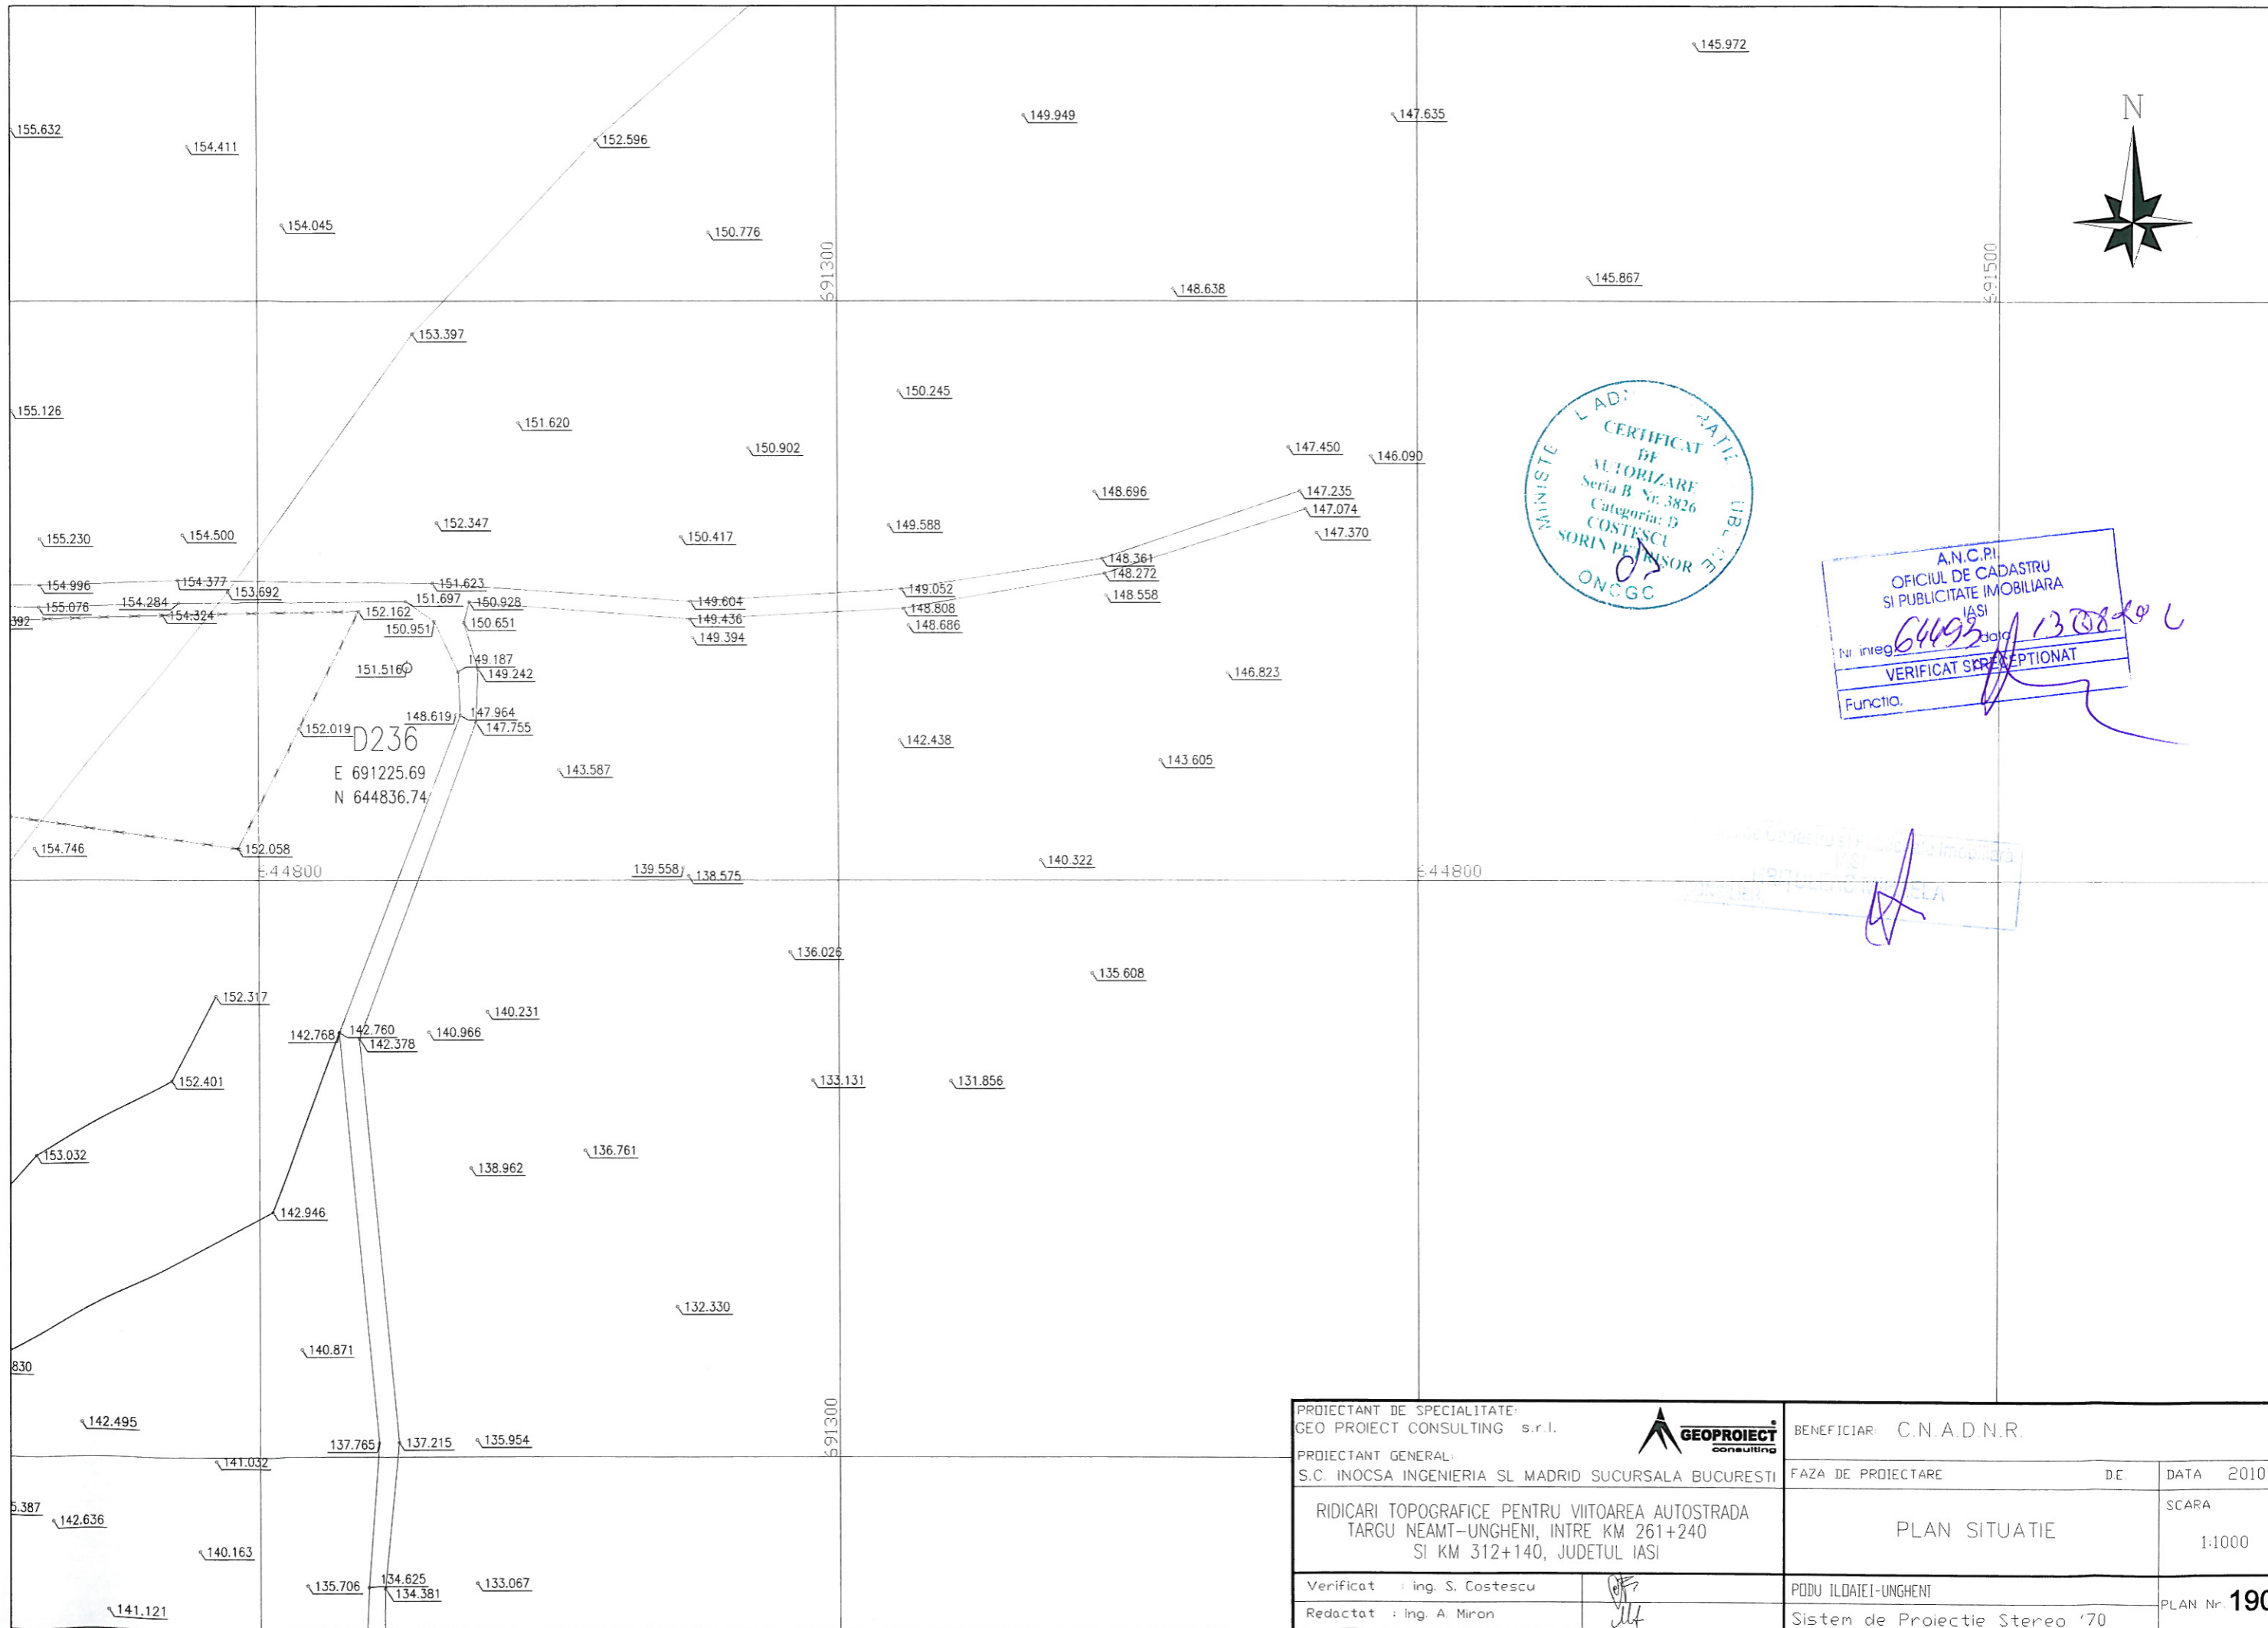 145.972
149.949
147.635
N
155.632
154.411
152.596
154.045
150.776
691300
691500
148.638
145.867
153.397
150.245
155.126
151.620
150.902
147.450
146.090
148.696
147.235
147.074
152.347
149.588
147.370
155.230
154.500
150.417
148.361
148.272
148.558
154.996
154.377
151.623
149.052
153.692
155.076
154.284
151.697
150.928
149.604
148.808
392
154.324
152.162
150.951
150.651
149.436
148.686
149.394
151.516
149.187
149.242
146.823
148.619
147.964
147.755
152.019
D236
142.438
143.605
E 691225.69
143.587
N 644836.74
154.746
152.058
644800
139.558
138.575
140.322
644800
136.026
135.608
152.317
140.231
142.768
142.760
142.378
140.966
152.401
133.131
131.856
153.032
136.761
138.962
142.946
132.330
140.871
830
142.495
691300
137.765
137.215
135.954
141.032
5.387
142.636
140.163
135.706
134.625
134.381
133.067
141.121
CERTIFICAT
DE
AUTORIZARE
Seria B Nr. 3826
Categoria: D
COSTESCU
SORIN PETRISOR
ONCGC
A.N.C.P.I.
OFICIUL DE CADASTRU
SI PUBLICITATE IMOBILIARA
IASI
Nr. inreg. 64493 data 13 08
VERIFICAT SI RECEPTIONAT
Functia,
PROIECTANT DE SPECIALITATE:
GEO PROIECT CONSULTING s.r.l.
GEOPROIECT
consulting
PROIECTANT GENERAL:
S.C. INOCSA INGENIERIA SL MADRID SUCURSALA BUCURESTI
RIDICARI TOPOGRAFICE PENTRU VIITOAREA AUTOSTRADA
TARGU NEAMT-UNGHENI, INTRE KM 261+240
SI KM 312+140, JUDETUL IASI
Verificat : ing. S. Costescu
Redactat : ing. A. Miron
BENEFICIAR: C.N.A.D.N.R.
FAZA DE PROIECTARE D.E.
DATA 2010
PLAN SITUATIE
SCARA
1:1000
PODU ILOAIEI-UNGHENI
Sistem de Proiectie Stereo '70
PLAN Nr. 190